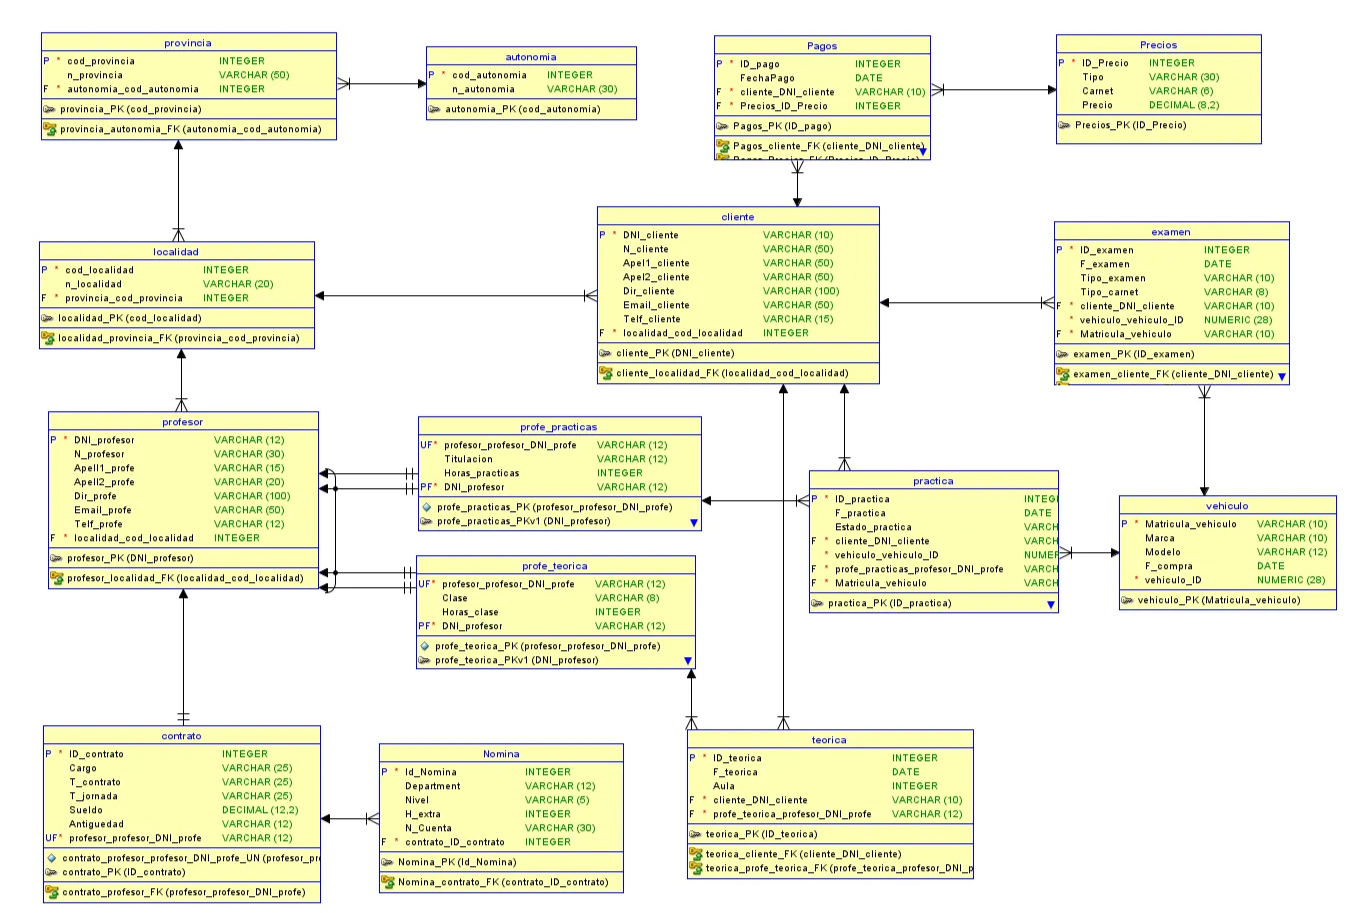 provincia
P * cod_provincia INTEGER
n_provincia VARCHAR (50)
F * autonomia_cod_autonomia INTEGER
provincia_PK (cod_provincia)
provincia_autonomia_FK (autonomia_cod_autonomia)
autonomia
P * cod_autonomia INTEGER
n_autonomia VARCHAR (30)
autonomia_PK (cod_autonomia)
Pagos
P * ID_pago INTEGER
FechaPago DATE
F * cliente_DNI_cliente VARCHAR (10)
F * Precios_ID_Precio INTEGER
Pagos_PK (ID_pago)
Pagos_cliente_FK (cliente_DNI_cliente)
Pagos_Precios_FK (Precios_ID_Precio)
Precios
P * ID_Precio INTEGER
Tipo VARCHAR (30)
Carnet VARCHAR (6)
Precio DECIMAL (8,2)
Precios_PK (ID_Precio)
localidad
P * cod_localidad INTEGER
n_localidad VARCHAR (20)
F * provincia_cod_provincia INTEGER
localidad_PK (cod_localidad)
localidad_provincia_FK (provincia_cod_provincia)
cliente
P * DNI_cliente VARCHAR (10)
N_cliente VARCHAR (50)
Apel1_cliente VARCHAR (50)
Apel2_cliente VARCHAR (50)
Dir_cliente VARCHAR (100)
Email_cliente VARCHAR (50)
Telf_cliente VARCHAR (15)
F * localidad_cod_localidad INTEGER
cliente_PK (DNI_cliente)
cliente_localidad_FK (localidad_cod_localidad)
examen
P * ID_examen INTEGER
F_examen DATE
Tipo_examen VARCHAR (10)
Tipo_carnet VARCHAR (8)
F * cliente_DNI_cliente VARCHAR (10)
* vehiculo_vehiculo_ID NUMERIC (28)
F * Matricula_vehiculo VARCHAR (10)
examen_PK (ID_examen)
examen_cliente_FK (cliente_DNI_cliente)
profesor
P * DNI_profesor VARCHAR (12)
N_profesor VARCHAR (30)
Apell1_profe VARCHAR (15)
Apell2_profe VARCHAR (20)
Dir_profe VARCHAR (100)
Email_profe VARCHAR (50)
Telf_profe VARCHAR (12)
F * localidad_cod_localidad INTEGER
profesor_PK (DNI_profesor)
profesor_localidad_FK (localidad_cod_localidad)
profe_practicas
UF* profesor_profesor_DNI_profe VARCHAR (12)
Titulacion VARCHAR (12)
Horas_practicas INTEGER
PF* DNI_profesor VARCHAR (12)
profe_practicas_PK (profesor_profesor_DNI_profe)
profe_practicas_PKv1 (DNI_profesor)
practica
P * ID_practica INTEG
F_practica DATE
Estado_practica VARCH
F * cliente_DNI_cliente VARCH
* vehiculo_vehiculo_ID NUMEF
F * profe_practicas_profesor_DNI_profe VARCH
F * Matricula_vehiculo VARCH
practica_PK (ID_practica)
vehiculo
P * Matricula_vehiculo VARCHAR (10)
Marca VARCHAR (10)
Modelo VARCHAR (12)
F_compra DATE
* vehiculo_ID NUMERIC (28)
vehiculo_PK (Matricula_vehiculo)
profe_teorica
UF* profesor_profesor_DNI_profe VARCHAR (12)
Clase VARCHAR (8)
Horas_clase INTEGER
PF* DNI_profesor VARCHAR (12)
profe_teorica_PK (profesor_profesor_DNI_profe)
profe_teorica_PKv1 (DNI_profesor)
contrato
P * ID_contrato INTEGER
Cargo VARCHAR (25)
T_contrato VARCHAR (25)
T_jornada VARCHAR (25)
Sueldo DECIMAL (12,2)
Antiguedad VARCHAR (12)
UF* profesor_profesor_DNI_profe VARCHAR (12)
contrato_profesor_profesor_DNI_profe_UN (profesor_pr
contrato_PK (ID_contrato)
contrato_profesor_FK (profesor_profesor_DNI_profe)
Nomina
P * Id_Nomina INTEGER
Department VARCHAR (12)
Nivel VARCHAR (5)
H_extra INTEGER
N_Cuenta VARCHAR (30)
F * contrato_ID_contrato INTEGER
Nomina_PK (Id_Nomina)
Nomina_contrato_FK (contrato_ID_contrato)
teorica
P * ID_teorica INTEGER
F_teorica DATE
Aula INTEGER
F * cliente_DNI_cliente VARCHAR (10)
F * profe_teorica_profesor_DNI_profe VARCHAR (12)
teorica_PK (ID_teorica)
teorica_cliente_FK (cliente_DNI_cliente)
teorica_profe_teorica_FK (profe_teorica_profesor_DNI_p